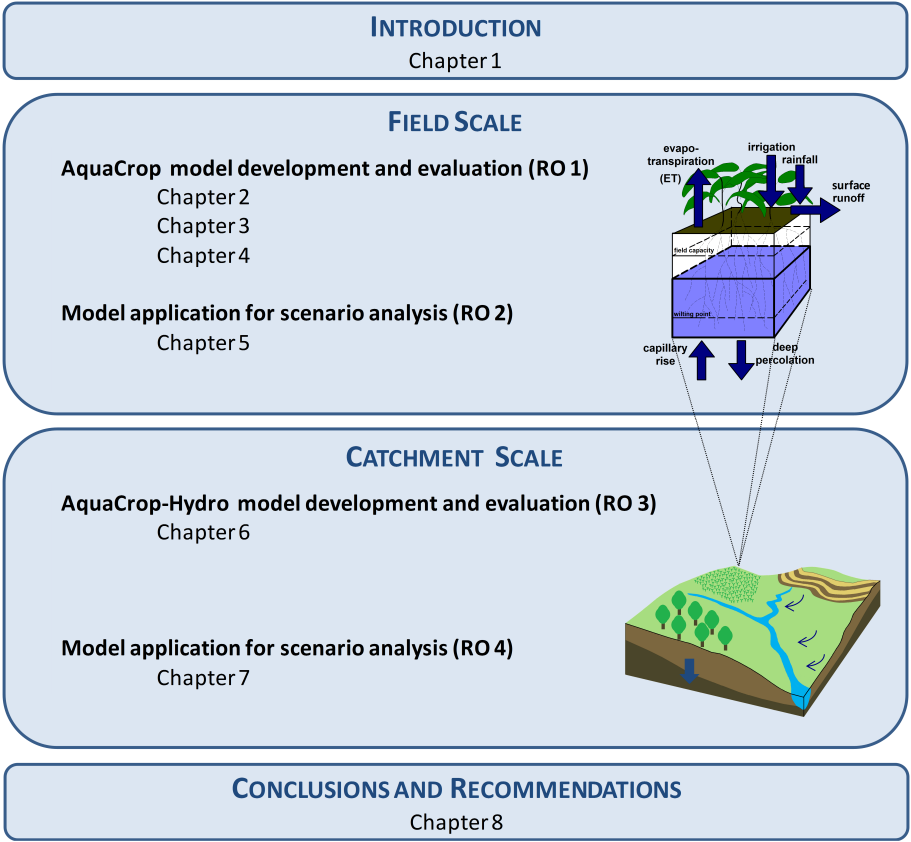 INTRODUCTION
Chapter 1
FIELD SCALE
AquaCrop model development and evaluation (RO 1)
Chapter 2
Chapter 3
Chapter 4
Model application for scenario analysis (RO 2)
Chapter 5
evapo-
transpiration
(ET)
irrigation
rainfall
surface
runoff
field capacity
wilting point
capillary
rise
deep
percolation
CATCHMENT SCALE
AquaCrop-Hydro model development and evaluation (RO 3)
Chapter 6
Model application for scenario analysis (RO 4)
Chapter 7
CONCLUSIONS AND RECOMMENDATIONS
Chapter 8